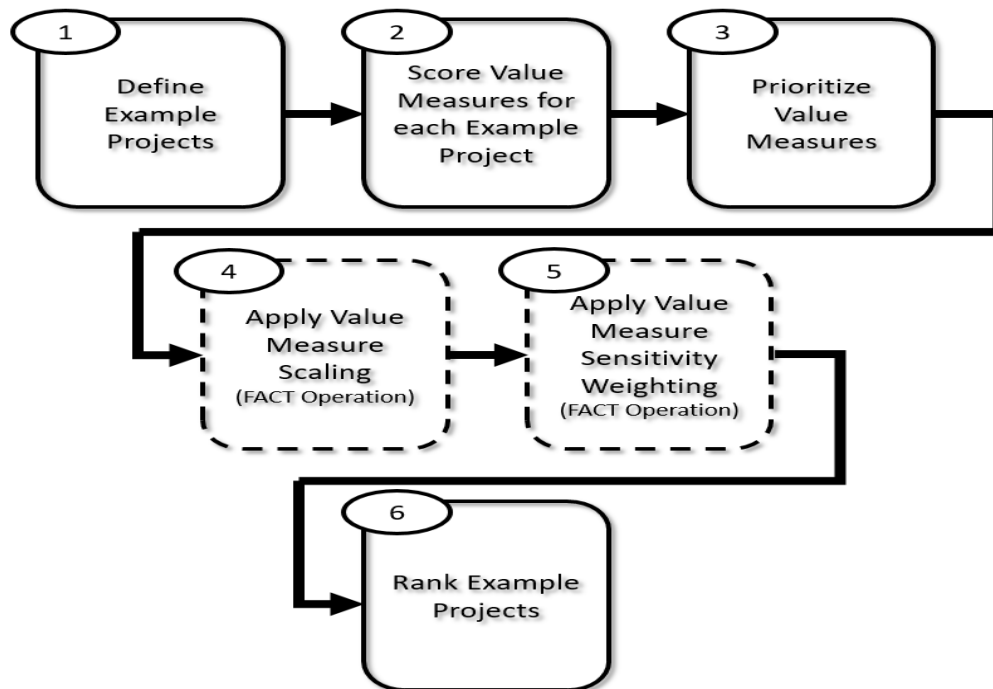 1
Define
Example
Projects
2
Score Value
Measures for
each Example
Project
3
Prioritize
Value
Measures
4
Apply Value
Measure
Scaling
(FACT Operation)
5
Apply Value
Measure
Sensitivity
Weighting
(FACT Operation)
6
Rank Example
Projects